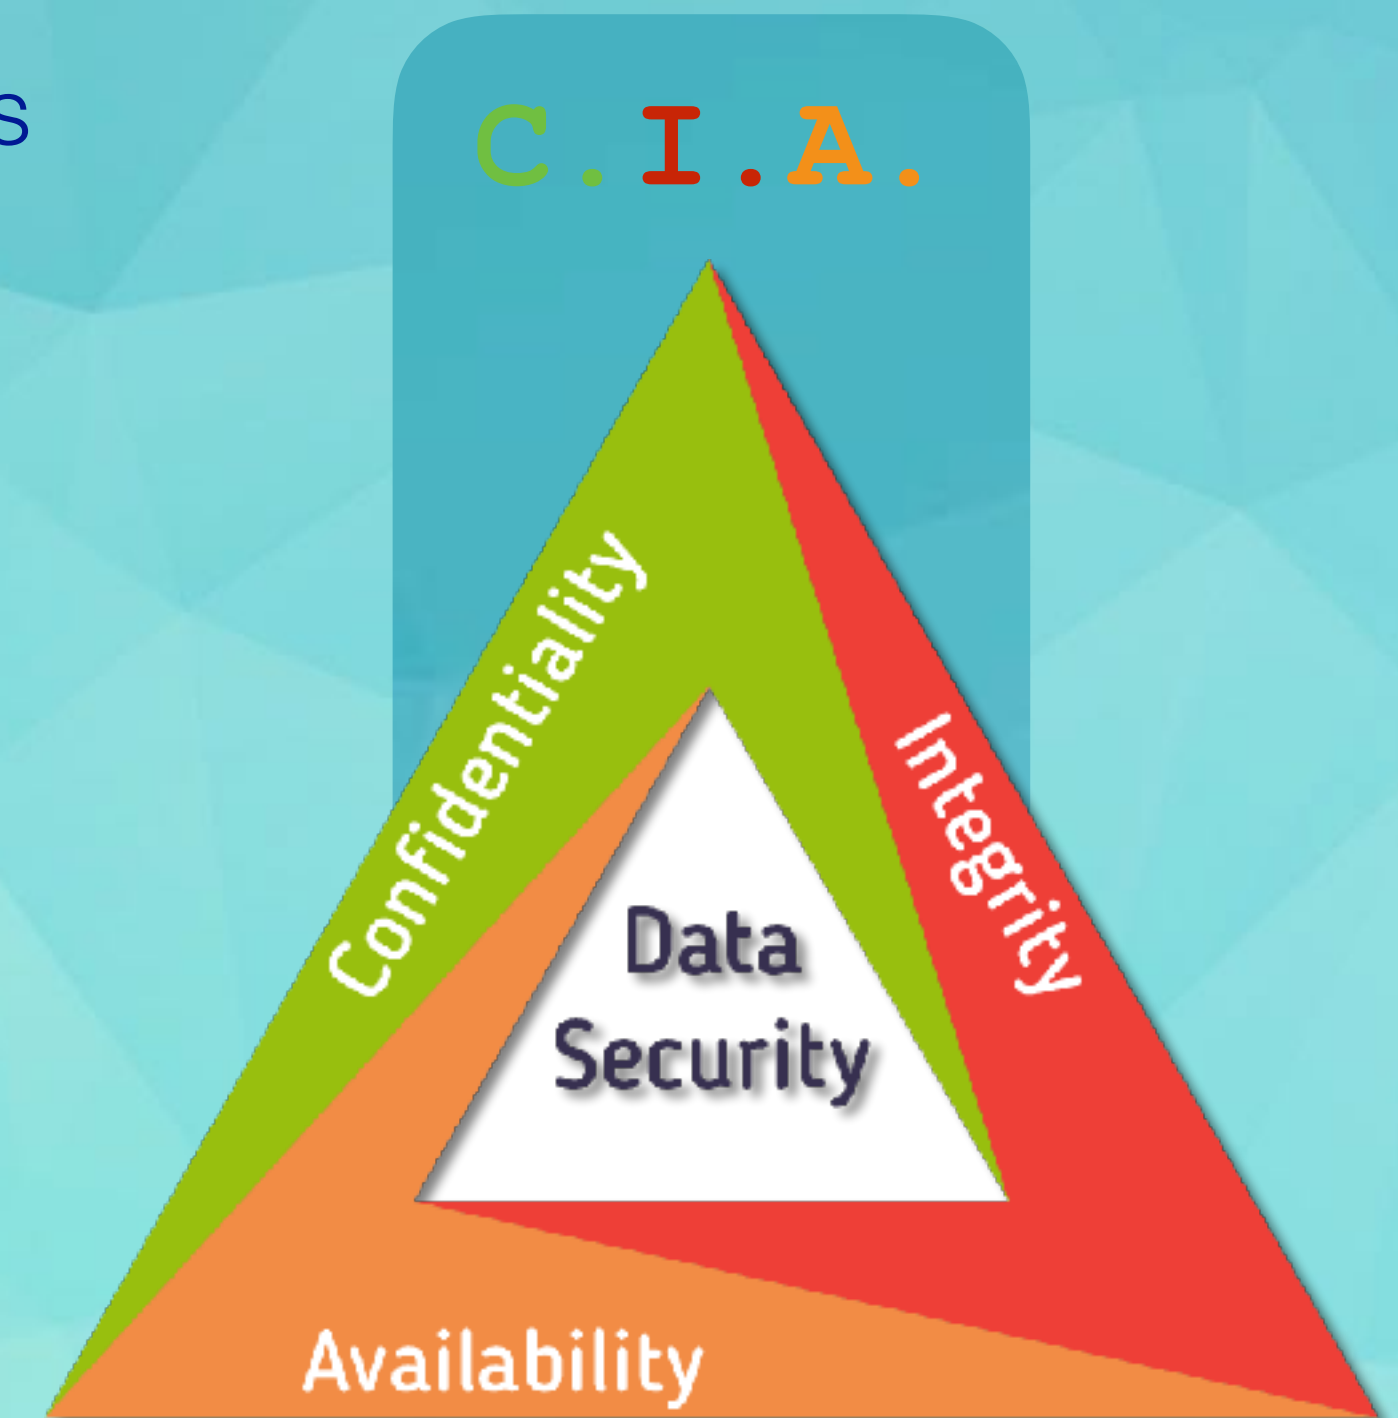 s
C.I.A.
Confidentiality
Integrity
Data
Security
Availability